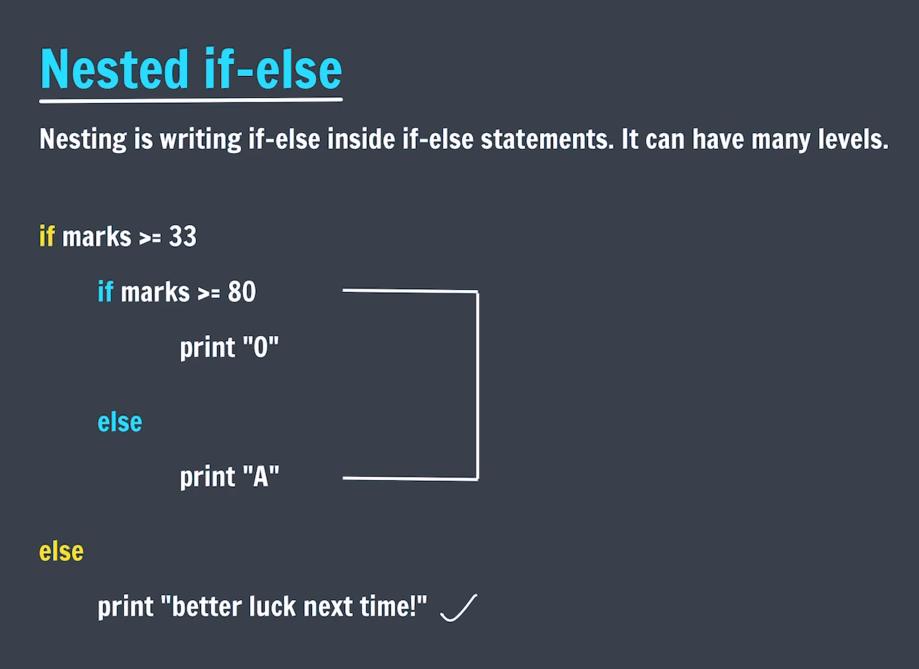 Nested if-else
Nesting is writing if-else inside if-else statements. It can have many levels.
if marks >= 33
if marks >= 80
print "O"
else
print "A"
else
print "better luck next time!"